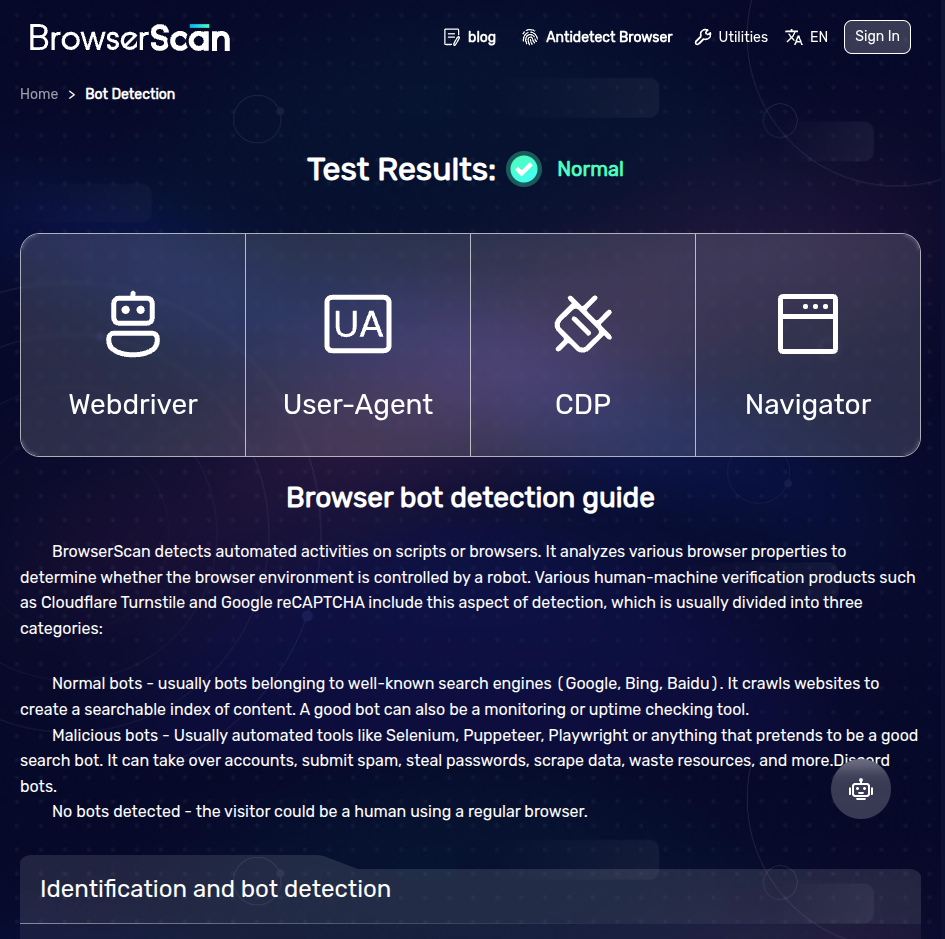 BrowserScan
blog Antidetect Browser Utilities EN Sign In
Home > Bot Detection
Test Results: Normal
UA
Webdriver User-Agent CDP Navigator
Browser bot detection guide
BrowserScan detects automated activities on scripts or browsers. It analyzes various browser properties to
determine whether the browser environment is controlled by a robot. Various human-machine verification products such
as Cloudflare Turnstile and Google reCAPTCHA include this aspect of detection, which is usually divided into three
categories:
Normal bots - usually bots belonging to well-known search engines (Google, Bing, Baidu). It crawls websites to
create a searchable index of content. A good bot can also be a monitoring or uptime checking tool.
Malicious bots - Usually automated tools like Selenium, Puppeteer, Playwright or anything that pretends to be a good
search bot. It can take over accounts, submit spam, steal passwords, scrape data, waste resources, and more.Discord
bots.
No bots detected - the visitor could be a human using a regular browser.
Identification and bot detection